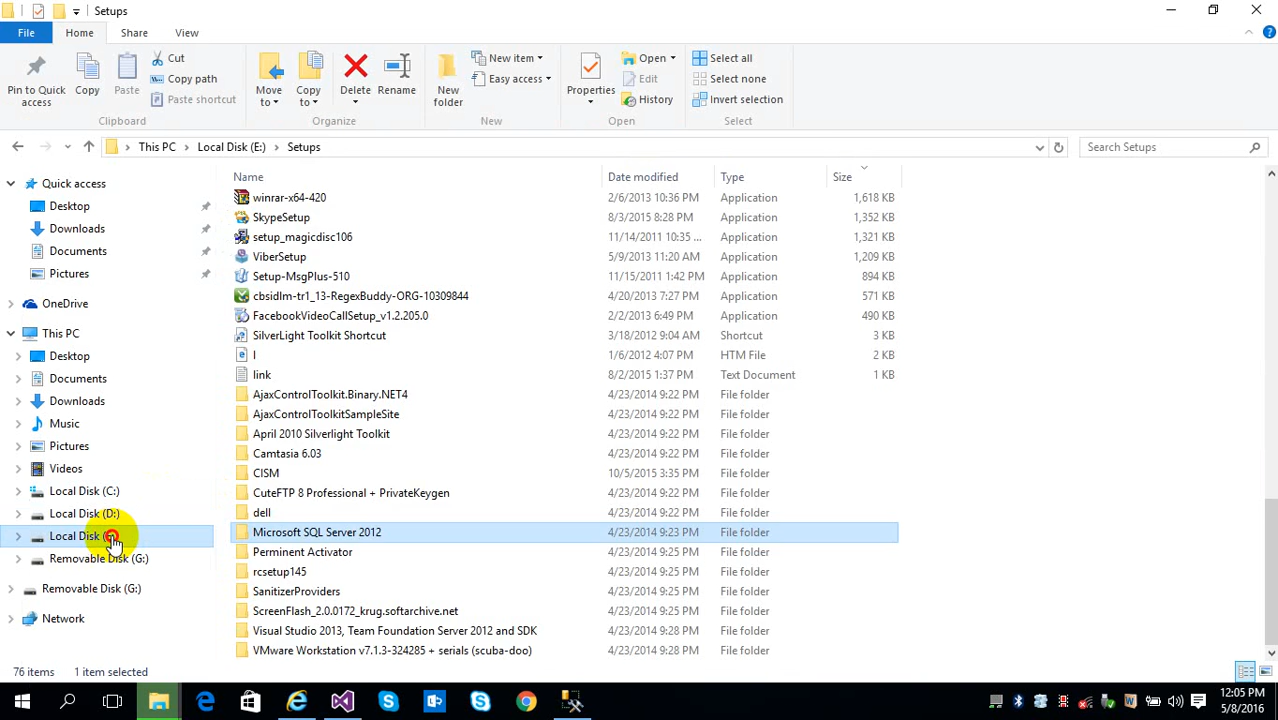 Setups
File Home Share View
Pin to Quick access
Copy
Paste
Cut
Copy path
Paste shortcut
Clipboard
Move to
Copy to
Delete
Rename
Organize
New folder
New item
Easy access
New
Properties
Open
Edit
History
Open
Select all
Select none
Invert selection
Select
This PC Local Disk (E:) Setups
Search Setups
Quick access
Desktop
Downloads
Documents
Pictures
OneDrive
This PC
Desktop
Documents
Downloads
Music
Pictures
Videos
Local Disk (C:)
Local Disk (D:)
Local Disk
Removable Disk (G:)
Removable Disk (G:)
Network
Name Date modified Type Size
winrar-x64-420 2/6/2013 10:36 PM Application 1,618 KB
SkypeSetup 8/3/2015 8:28 PM Application 1,352 KB
setup_magicdisc106 11/14/2011 10:35 ... Application 1,321 KB
ViberSetup 5/9/2013 11:20 AM Application 1,209 KB
Setup-MsgPlus-510 11/15/2011 1:42 PM Application 894 KB
cbsidlm-tr1_13-RegexBuddy-ORG-10309844 4/20/2013 7:27 PM Application 571 KB
FacebookVideoCallSetup_v1.2.205.0 2/2/2013 6:49 PM Application 490 KB
SilverLight Toolkit Shortcut 3/18/2012 9:04 AM Shortcut 3 KB
1/6/2012 4:07 PM HTM File 2 KB
link 8/2/2015 1:37 PM Text Document 1 KB
AjaxControlToolkit.Binary.NET4 4/23/2014 9:22 PM File folder
AjaxControlToolkitSampleSite 4/23/2014 9:22 PM File folder
April 2010 Silverlight Toolkit 4/23/2014 9:22 PM File folder
Camtasia 6.03 4/23/2014 9:22 PM File folder
CISM 10/5/2015 3:35 PM File folder
CuteFTP 8 Professional + PrivateKeygen 4/23/2014 9:22 PM File folder
dell 4/23/2014 9:22 PM File folder
Microsoft SQL Server 2012 4/23/2014 9:23 PM File folder
Perminent Activator 4/23/2014 9:25 PM File folder
rcsetup145 4/23/2014 9:25 PM File folder
SanitizerProviders 4/23/2014 9:25 PM File folder
ScreenFlash_2.0.0172_krug.softarchive.net 4/23/2014 9:25 PM File folder
Visual Studio 2013, Team Foundation Server 2012 and SDK 4/23/2014 9:28 PM File folder
VMware Workstation v7.1.3-324285 + serials (scuba-doo) 4/23/2014 9:28 PM File folder
76 items 1 item selected
12:05 PM
5/8/2016